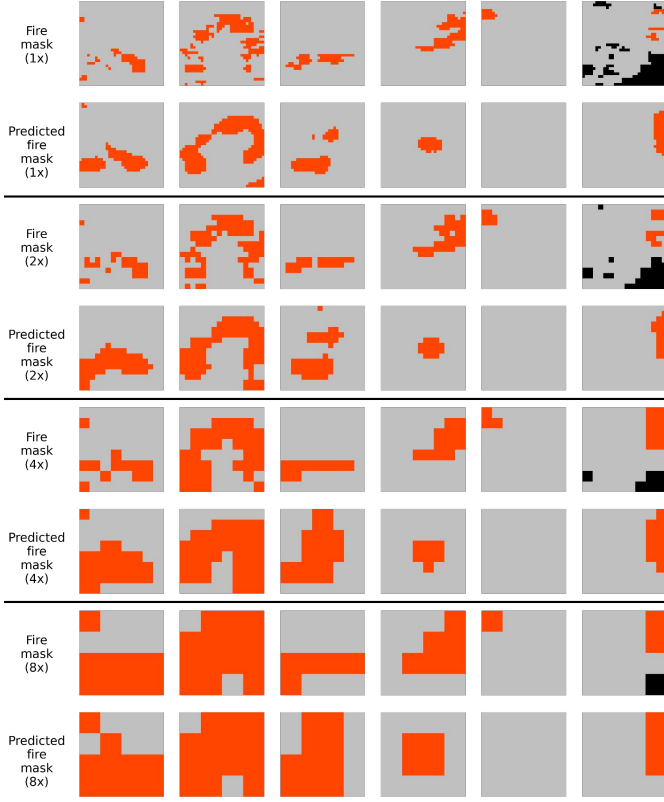 Fire
mask
(1x)
Predicted
fire
mask
(1x)
Fire
mask
(2x)
Predicted
fire
mask
(2x)
Fire
mask
(4x)
Predicted
fire
mask
(4x)
Fire
mask
(8x)
Predicted
fire
mask
(8x)